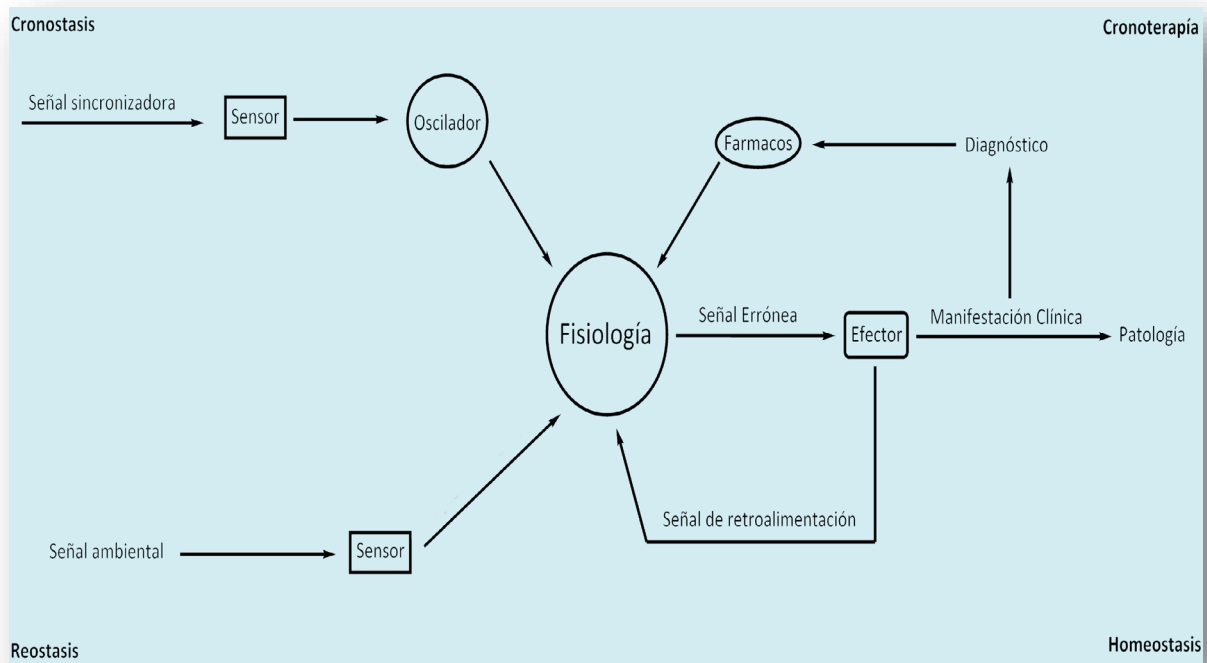 Cronostasis
Cronoterapía
Señal sincronizadora
Sensor
Oscilador
Farmacos
Diagnóstico
Fisiología
Señal Errónea
Efector
Manifestación Clínica
Patología
Señal de retroalimentación
Señal ambiental
Sensor
Reostasis
Homeostasis